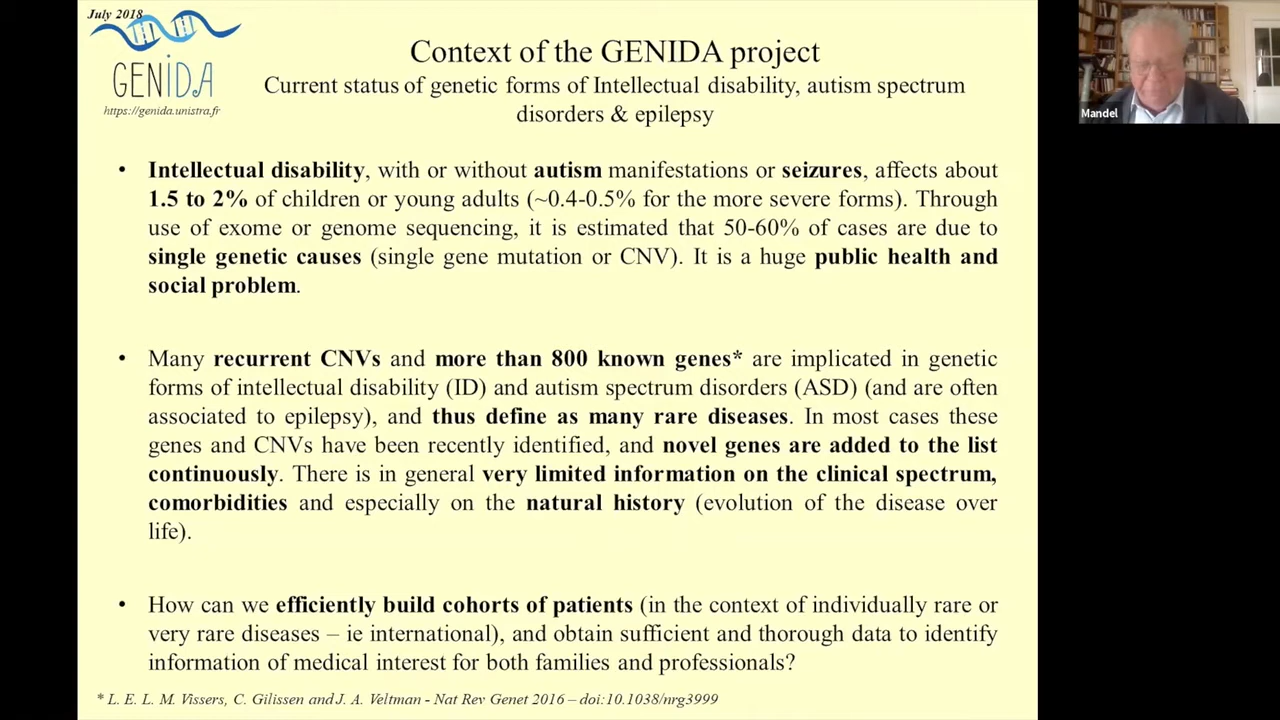 July 2018
GENIDA
https://genida.unistra.fr
Context of the GENIDA project
Current status of genetic forms of Intellectual disability, autism spectrum
disorders & epilepsy
• Intellectual disability, with or without autism manifestations or seizures, affects about
1.5 to 2% of children or young adults (~0.4-0.5% for the more severe forms). Through
use of exome or genome sequencing, it is estimated that 50-60% of cases are due to
single genetic causes (single gene mutation or CNV). It is a huge public health and
social problem.
• Many recurrent CNVs and more than 800 known genes* are implicated in genetic
forms of intellectual disability (ID) and autism spectrum disorders (ASD) (and are often
associated to epilepsy), and thus define as many rare diseases. In most cases these
genes and CNVs have been recently identified, and novel genes are added to the list
continuously. There is in general very limited information on the clinical spectrum,
comorbidities and especially on the natural history (evolution of the disease over
life).
• How can we efficiently build cohorts of patients (in the context of individually rare or
very rare diseases – ie international), and obtain sufficient and thorough data to identify
information of medical interest for both families and professionals?
* L. E. L. M. Vissers, C. Gilissen and J. A. Veltman - Nat Rev Genet 2016 – doi:10.1038/nrg3999
Mandel